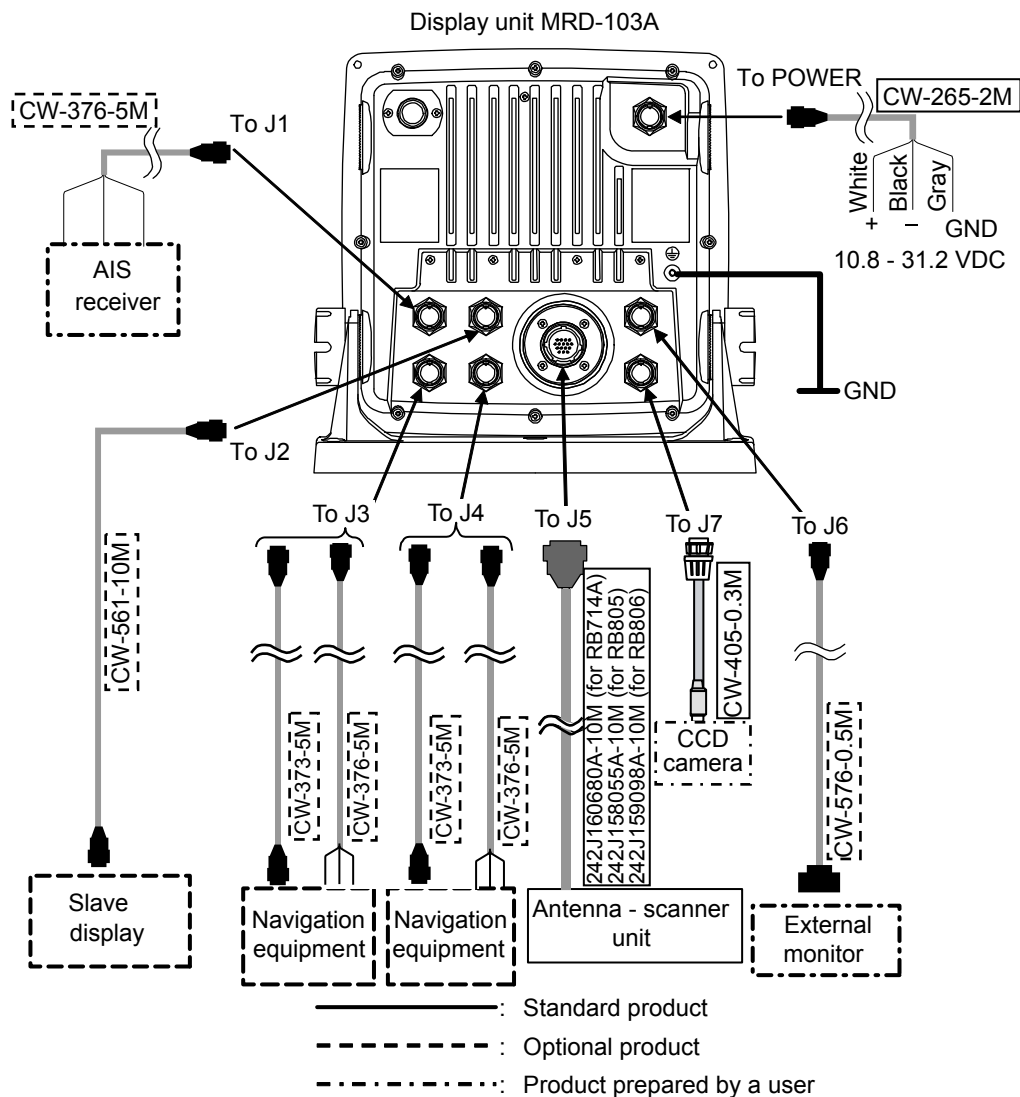 Display unit MRD-103A
To POWER
CW-265-2M
CW-376-5M
To J1
White
Black
Gray
+
–
GND
10.8 - 31.2 VDC
AIS
receiver
GND
To J2
To J3
To J4
To J5
To J7
To J6
CW-561-10M
CW-373-5M
CW-376-5M
CW-373-5M
CW-376-5M
242J160680A-10M (for RB714A)
242J158055A-10M (for RB805)
242J159098A-10M (for RB806)
CW-405-0.3M
CCD
camera
CW-576-0.5M
Slave
display
Navigation
equipment
Navigation
equipment
Antenna - scanner
unit
External
monitor
: Standard product
: Optional product
: Product prepared by a user